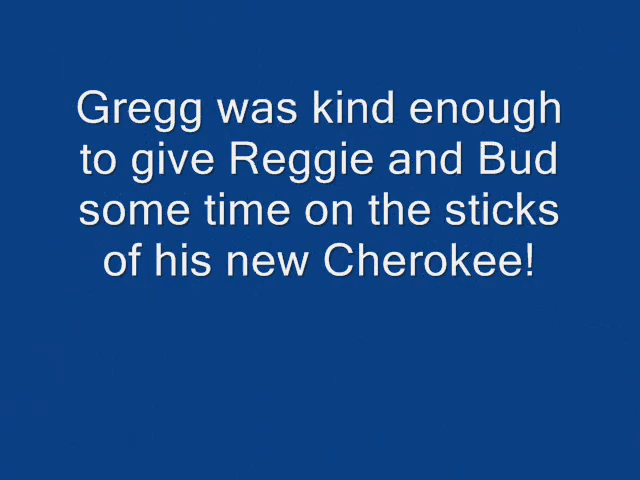 Gregg was kind enough
to give Reggie and Bud
some time on the sticks
of his new Cherokee!